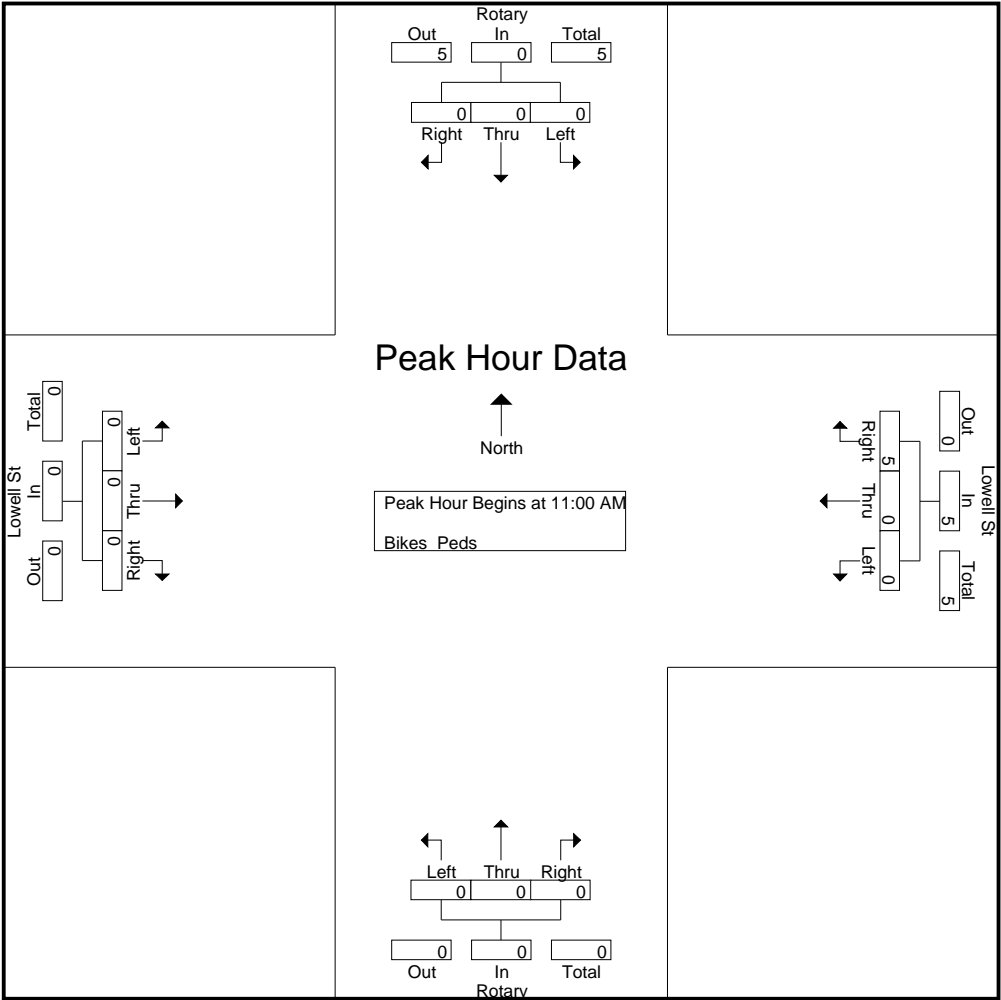 Rotary
Out In Total
5 0 5
0 0 0
Right Thru Left
Peak Hour Data
North
Peak Hour Begins at 11:00 AM
Bikes Peds
Lowell St
Total In Out
0 0 0
0 0 0
Left Thru Right
Lowell St
Out In Total
0 5 5
5 0 0
Right Thru Left
Left Thru Right
0 0 0
0 0 0
Out In Total
Rotary